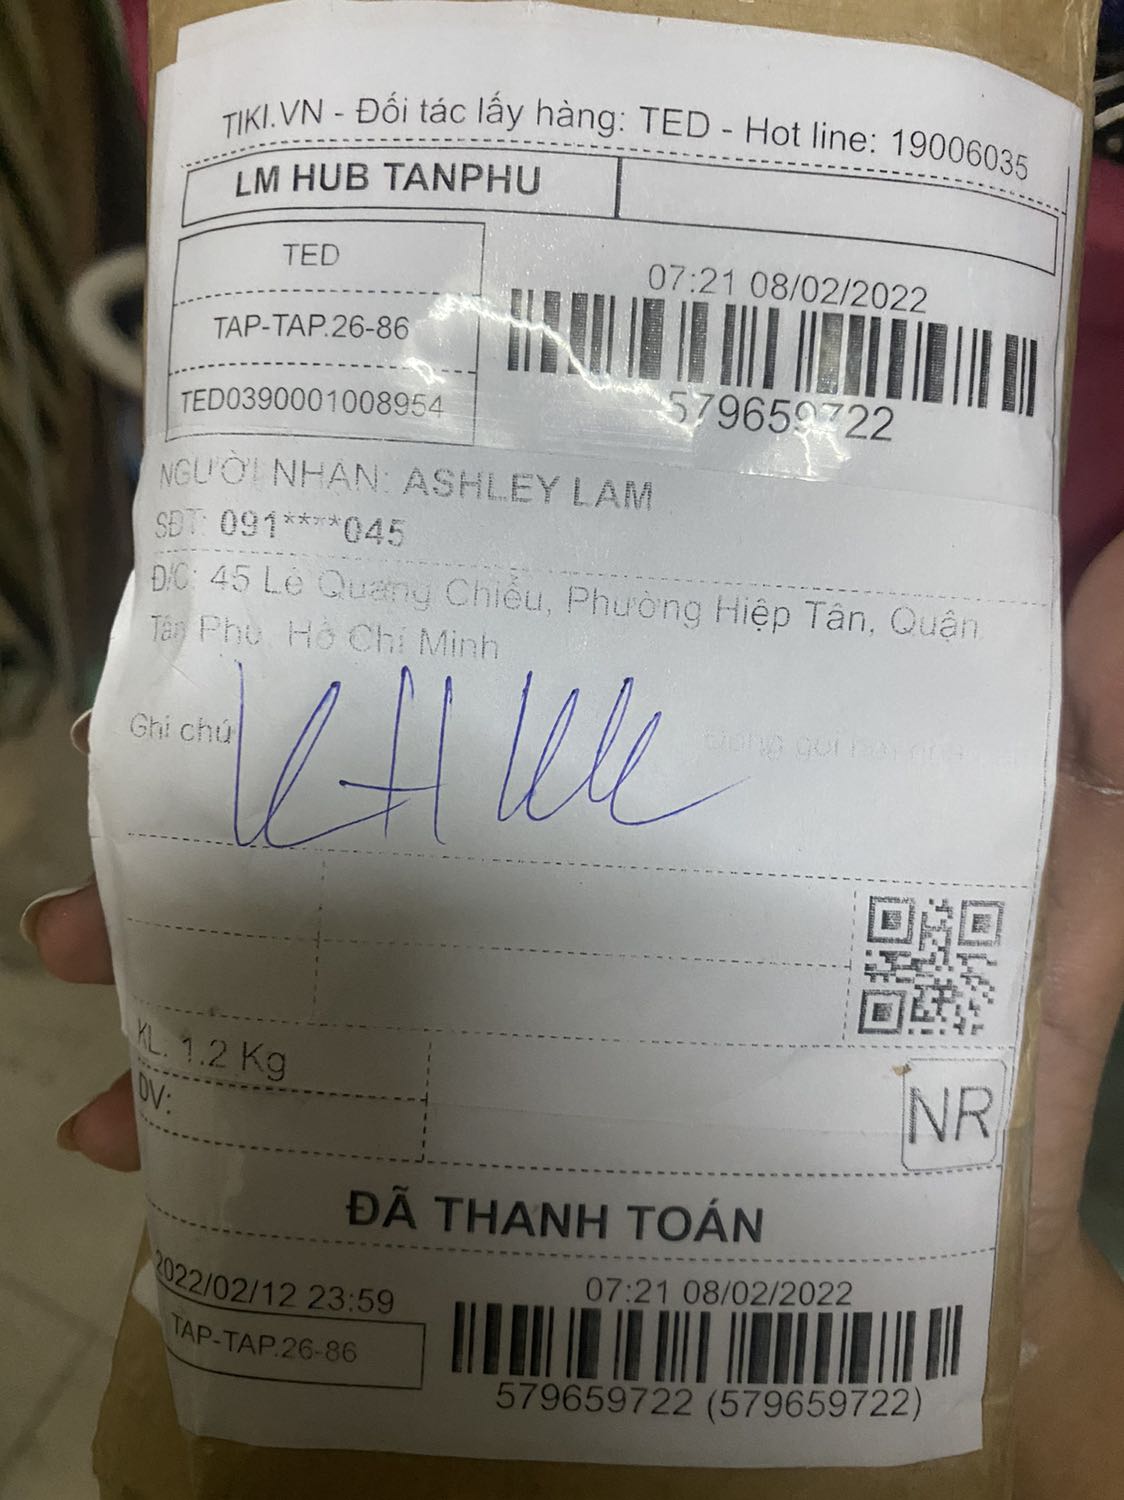 TIKI.VN - Đối tác lấy hàng: TED - Hot line: 19006035
LM HUB TANPHU
TED
07:21 08/02/2022
TAP-TAP.26-86
TED0390001008954
579659722
NGƯỜI NHẬN: ASHLEY LAM
SĐT: 091****045
Đ/C: 45 Lê Quang Chiểu, Phường Hiệp Tân, Quận
Tân Phú, Hồ Chí Minh
Ghi chú
KL. 1.2 Kg
DV:
NR
ĐÃ THANH TOÁN
2022/02/12 23:59
07:21 08/02/2022
TAP-TAP.26-86
579659722 (579659722)